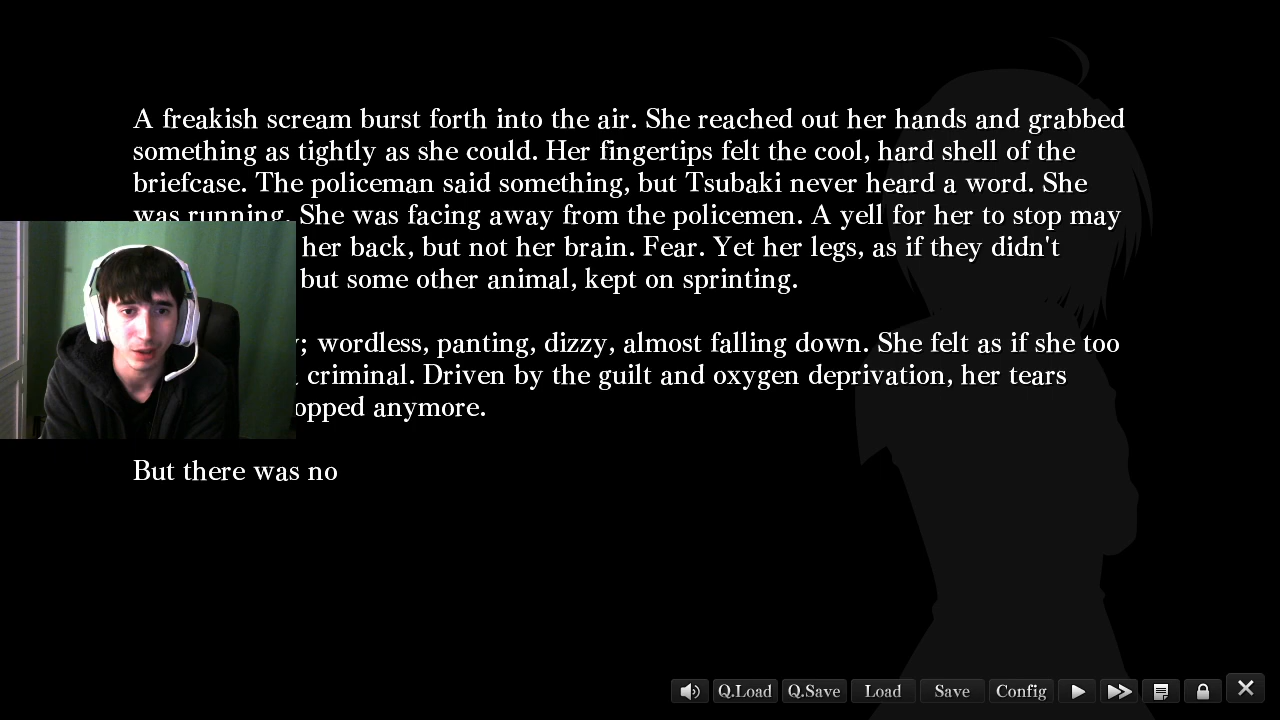 A freakish scream burst forth into the air. She reached out her hands and grabbed
something as tightly as she could. Her fingertips felt the cool, hard shell of the
briefcase. The policeman said something, but Tsubaki never heard a word. She
was running. She was facing away from the policemen. A yell for her to stop may
her back, but not her brain. Fear. Yet her legs, as if they didn't
but some other animal, kept on sprinting.
; wordless, panting, dizzy, almost falling down. She felt as if she too
criminal. Driven by the guilt and oxygen deprivation, her tears
opped anymore.
But there was no
Q.Load Q.Save Load Save Config